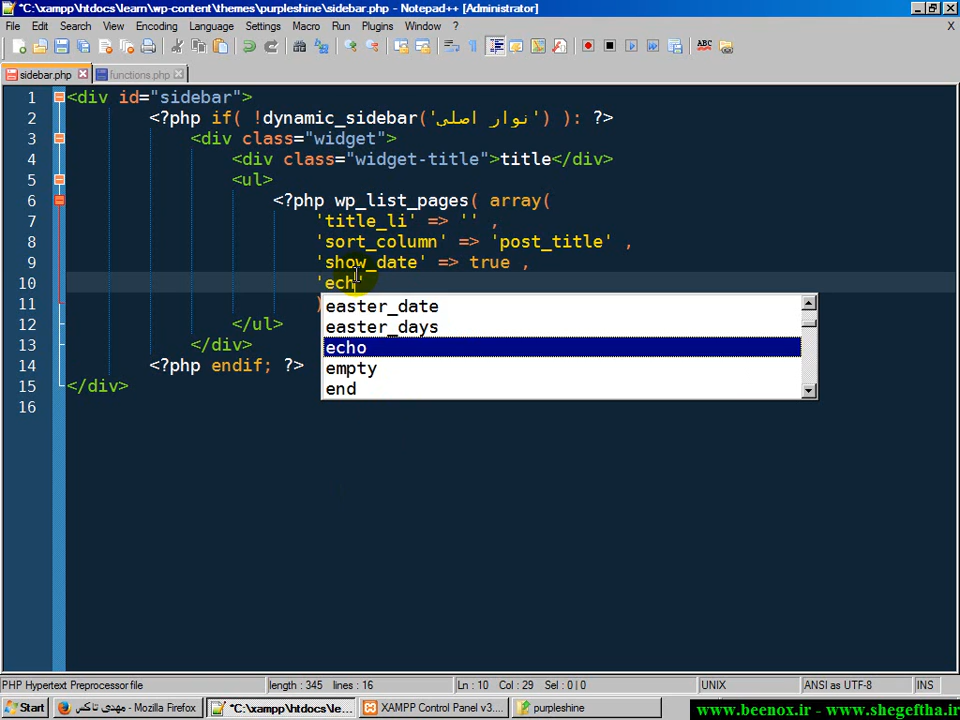 *C:\xampp\htdocs\learn\wp-content\themes\purpleshine\sidebar.php - Notepad++ [Administrator]
File Edit Search View Encoding Language Settings Macro Run Plugins Window ? X
sidebar.php functions.php
1 <div id="sidebar">
2 <?php if( !dynamic_sidebar('نوار اصلی') ): ?>
3 <div class="widget">
4 <div class="widget-title">title</div>
5 <ul>
6 <?php wp_list_pages( array(
7 'title_li' => '' ,
8 'sort_column' => 'post_title' ,
9 'show_date' => true ,
10 'ech'
11 )
easter_date
12 </ul>
easter_days
13 </div>
echo
14 <?php endif; ?>
empty
15 </div>
end
16
PHP Hypertext Preprocessor file length : 345 lines : 16 Ln : 10 Col : 29 Sel : 0 | 0 UNIX ANSI as UTF-8 INS
Start مهدی تاکس - Mozilla Firefox *C:\xampp\htdocs\le... XAMPP Control Panel v3.... purpleshine
www.beenox.ir www.shegeftha.ir